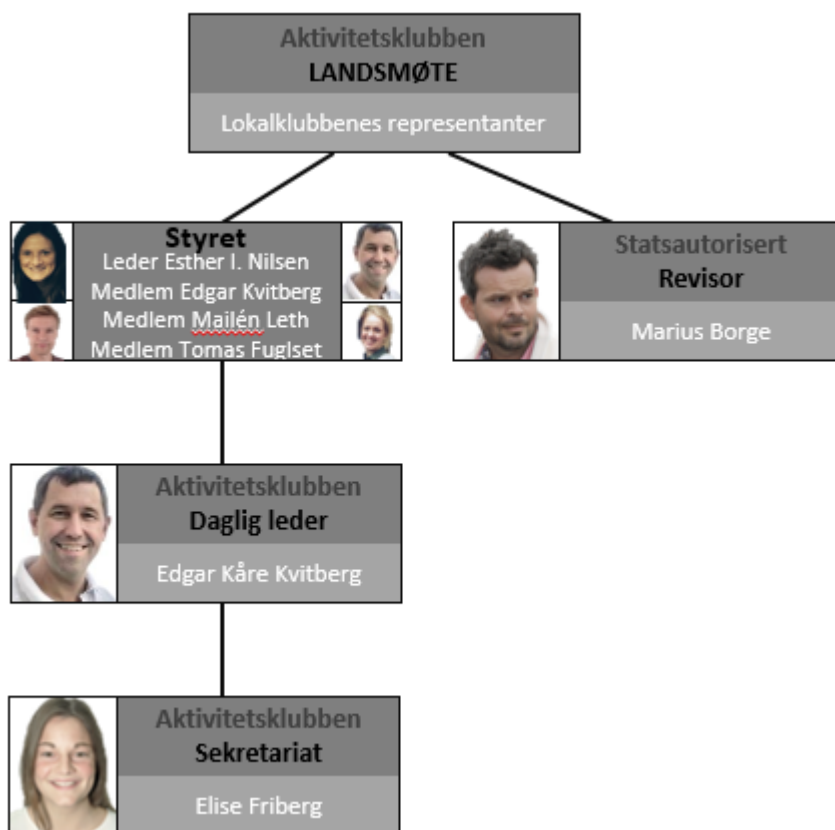 Aktivitetsklubben
LANDSMØTE
Lokalklubbenes representanter
Styret
Leder Esther I. Nilsen
Medlem Edgar Kvitberg
Medlem Mailén Leth
Medlem Tomas Fuglset
Statsautorisert
Revisor
Marius Borge
Aktivitetsklubben
Daglig leder
Edgar Kåre Kvitberg
Aktivitetsklubben
Sekretariat
Elise Friberg